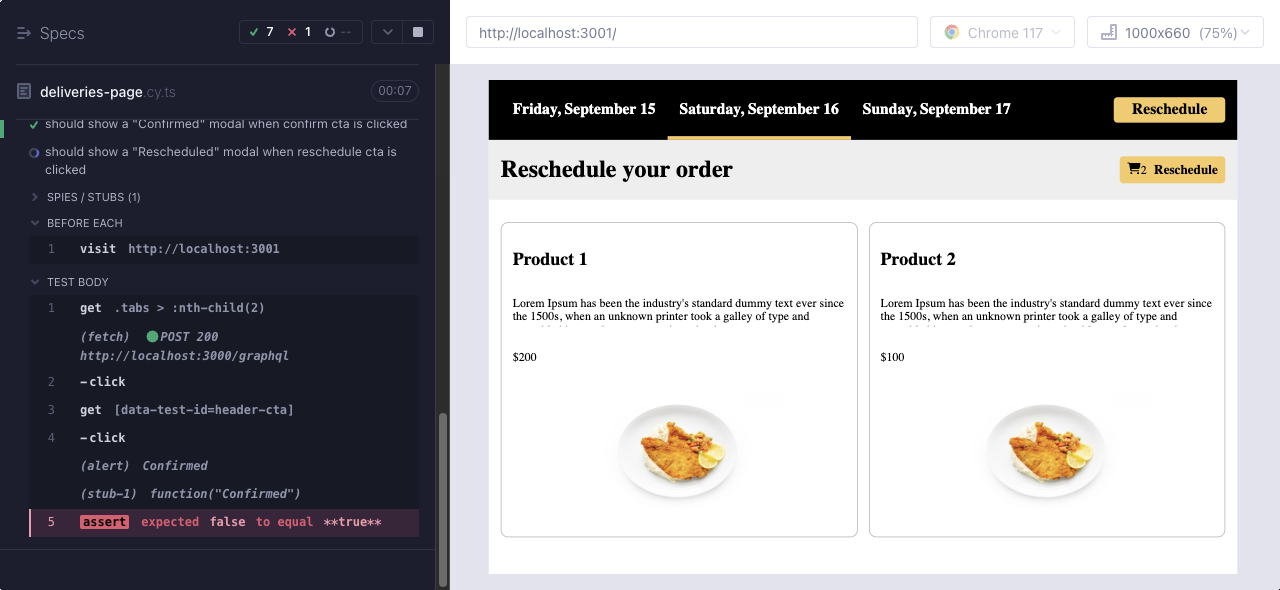 Specs
7 1 --
deliveries-page.cy.ts 00:07
should show a "Confirmed" modal when confirm cta is clicked
should show a "Rescheduled" modal when reschedule cta is
clicked
SPIES / STUBS (1)
BEFORE EACH
1 visit http://localhost:3001
TEST BODY
1 get .tabs > :nth-child(2)
(fetch) POST 200
http://localhost:3000/graphql
2 -click
3 get [data-test-id=header-cta]
4 -click
(alert) Confirmed
(stub-1) function("Confirmed")
5 assert expected false to equal **true**
http://localhost:3001/
Chrome 117
1000x660 (75%)
Friday, September 15 Saturday, September 16 Sunday, September 17 Reschedule
Reschedule your order
2 Reschedule
Product 1
Lorem Ipsum has been the industry's standard dummy text ever since
the 1500s, when an unknown printer took a galley of type and
$200
Product 2
Lorem Ipsum has been the industry's standard dummy text ever since
the 1500s, when an unknown printer took a galley of type and
$100